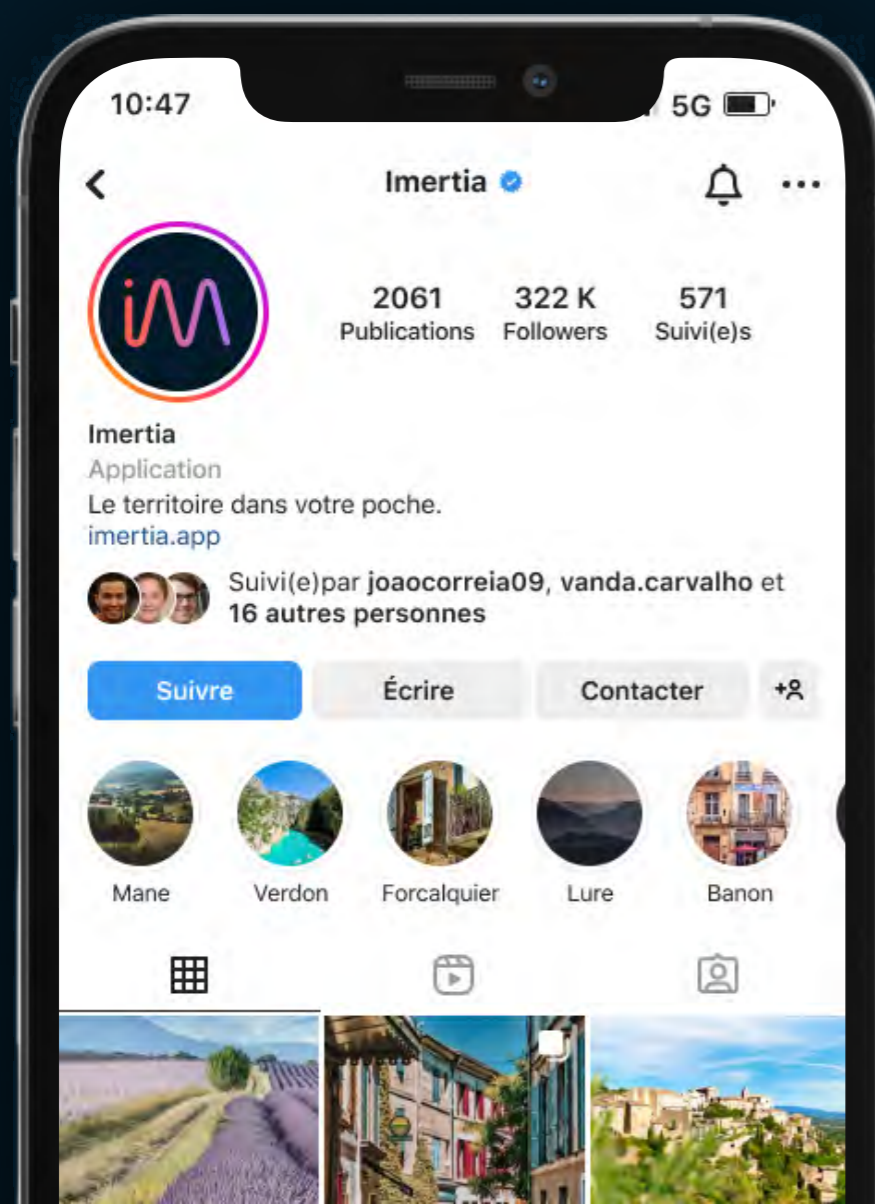 10:47
5G
Imertia
iM
2061 322 K 571
Publications Followers Suivi(e)s
Imertia
Application
Le territoire dans votre poche.
imertia.app
Suivi(e)par joaocorreia09, vanda.carvalho et
16 autres personnes
Suivre Écrire Contacter
Mane Verdon Forcalquier Lure Banon